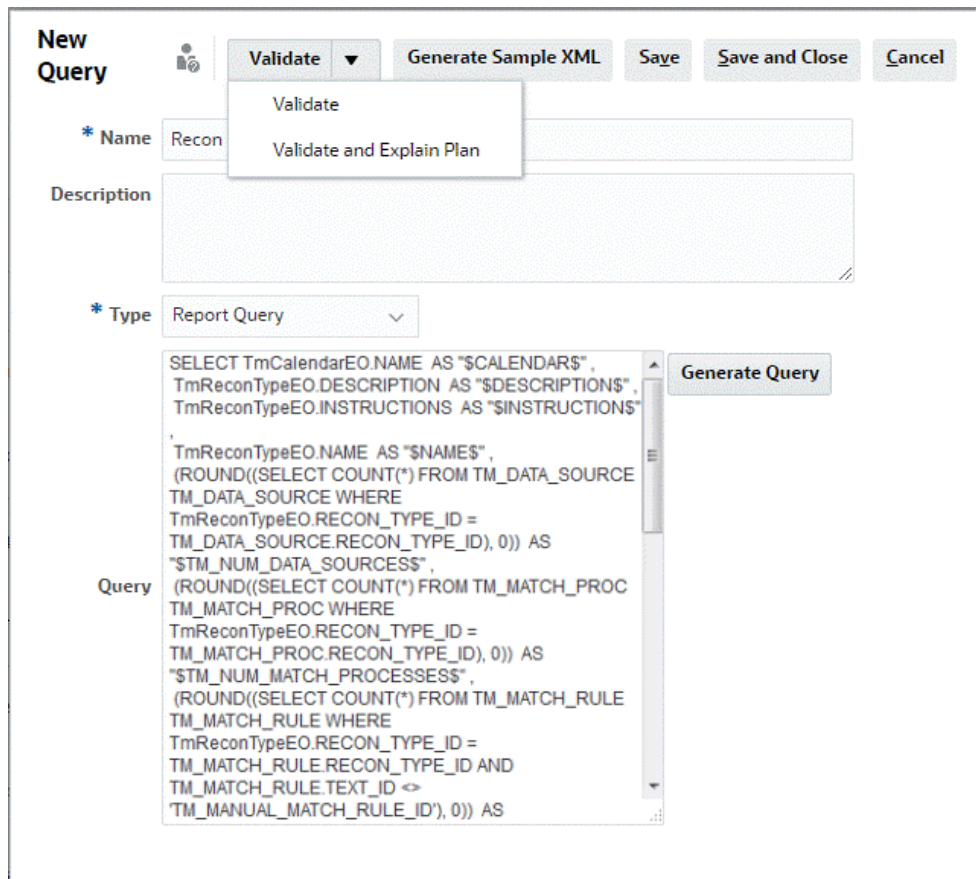 New
Query
Validate
Generate Sample XML
Save
Save and Close
Cancel
Validate
Validate and Explain Plan
* Name
Recon
Description
* Type
Report Query
Query
SELECT TmCalendarEO.NAME AS "$CALENDAR$" ,
TmReconTypeEO.DESCRIPTION AS "$DESCRIPTION$" ,
TmReconTypeEO.INSTRUCTIONS AS "$INSTRUCTION$"
,
TmReconTypeEO.NAME AS "$NAME$" ,
(ROUND((SELECT COUNT(*) FROM TM_DATA_SOURCE
TM_DATA_SOURCE WHERE
TmReconTypeEO.RECON_TYPE_ID =
TM_DATA_SOURCE.RECON_TYPE_ID), 0)) AS
"$TM_NUM_DATA_SOURCES$" ,
(ROUND((SELECT COUNT(*) FROM TM_MATCH_PROC
TM_MATCH_PROC WHERE
TmReconTypeEO.RECON_TYPE_ID =
TM_MATCH_PROC.RECON_TYPE_ID), 0)) AS
"$TM_NUM_MATCH_PROCESSES$" ,
(ROUND((SELECT COUNT(*) FROM TM_MATCH_RULE
TM_MATCH_RULE WHERE
TmReconTypeEO.RECON_TYPE_ID =
TM_MATCH_RULE.RECON_TYPE_ID AND
TM_MATCH_RULE.TEXT_ID <>
'TM_MANUAL_MATCH_RULE_ID'), 0)) AS
Generate Query